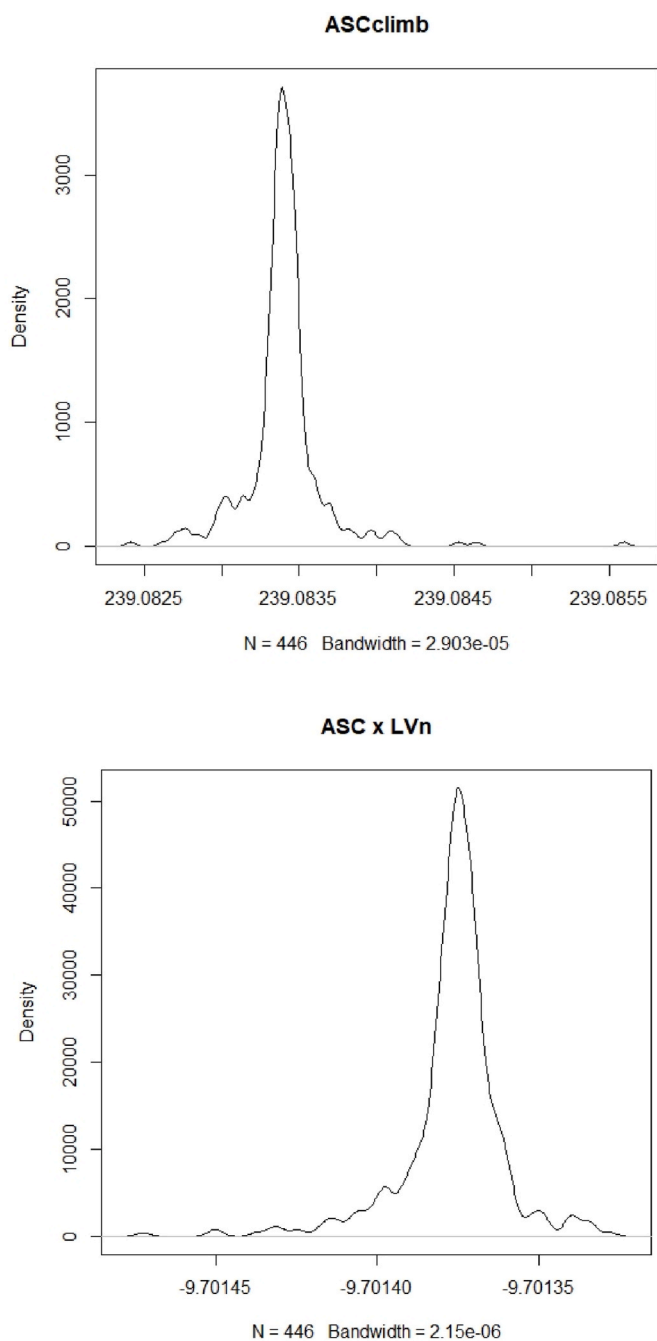 ASCclimb
Density
3000
2000
1000
0
239.0825 239.0835 239.0845 239.0855
N = 446 Bandwidth = 2.903e-05
ASC x LVn
Density
50000
40000
30000
20000
10000
0
-9.70145 -9.70140 -9.70135
N = 446 Bandwidth = 2.15e-06